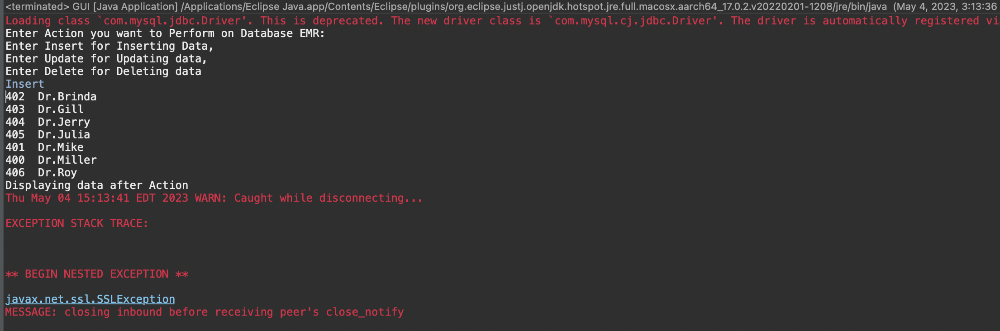 <terminated> GUI [Java Application] /Applications/Eclipse Java.app/Contents/Eclipse/plugins/org.eclipse.justj.openjdk.hotspot.jre.full.macosx.aarch64_17.0.2.v20220201-1208/jre/bin/java (May 4, 2023, 3:13:36
Loading class `com.mysql.jdbc.Driver'. This is deprecated. The new driver class is `com.mysql.cj.jdbc.Driver'. The driver is automatically registered vi
Enter Action you want to Perform on Database EMR:
Enter Insert for Inserting Data,
Enter Update for Updating data,
Enter Delete for Deleting data
Insert
402  Dr.Brinda
403  Dr.Gill
404  Dr.Jerry
405  Dr.Julia
401  Dr.Mike
400  Dr.Miller
406  Dr.Roy
Displaying data after Action
Thu May 04 15:13:41 EDT 2023 WARN: Caught while disconnecting...
EXCEPTION STACK TRACE:
** BEGIN NESTED EXCEPTION **
javax.net.ssl.SSLException
MESSAGE: closing inbound before receiving peer's close_notify